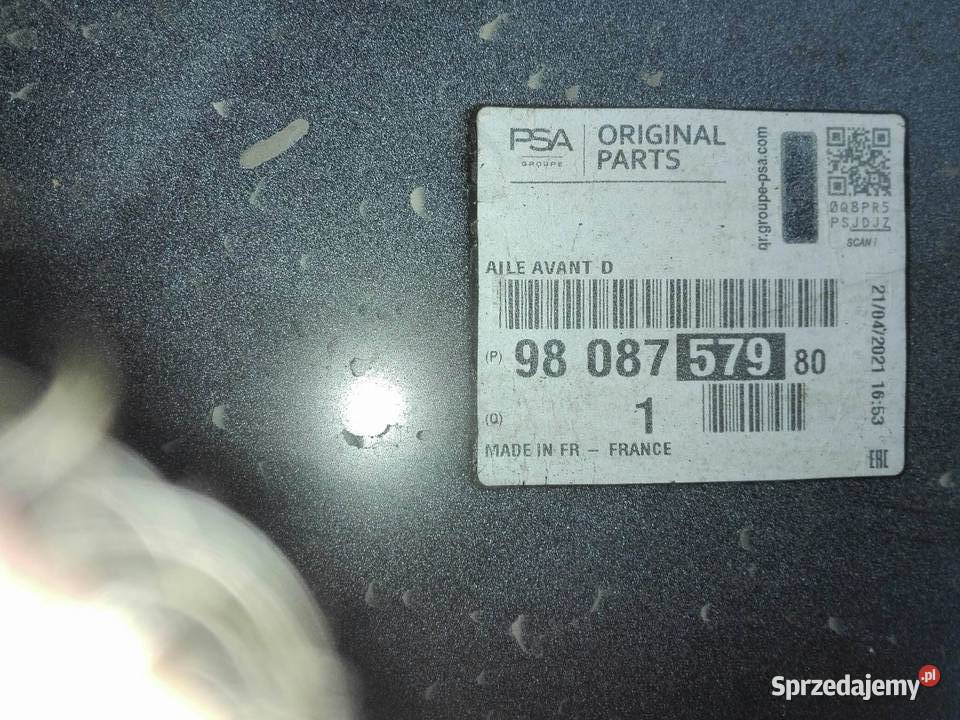 PSA
GROUPE
ORIGINAL
PARTS
qr.groupe-psa.com
0Q8PR5
PSJDJZ
SCAN!
AILE AVANT D
(P) 98 087 579 80
(Q) 1
MADE IN FR - FRANCE
21/04/2021 16:53
EAC
Sprzedajemy.pl